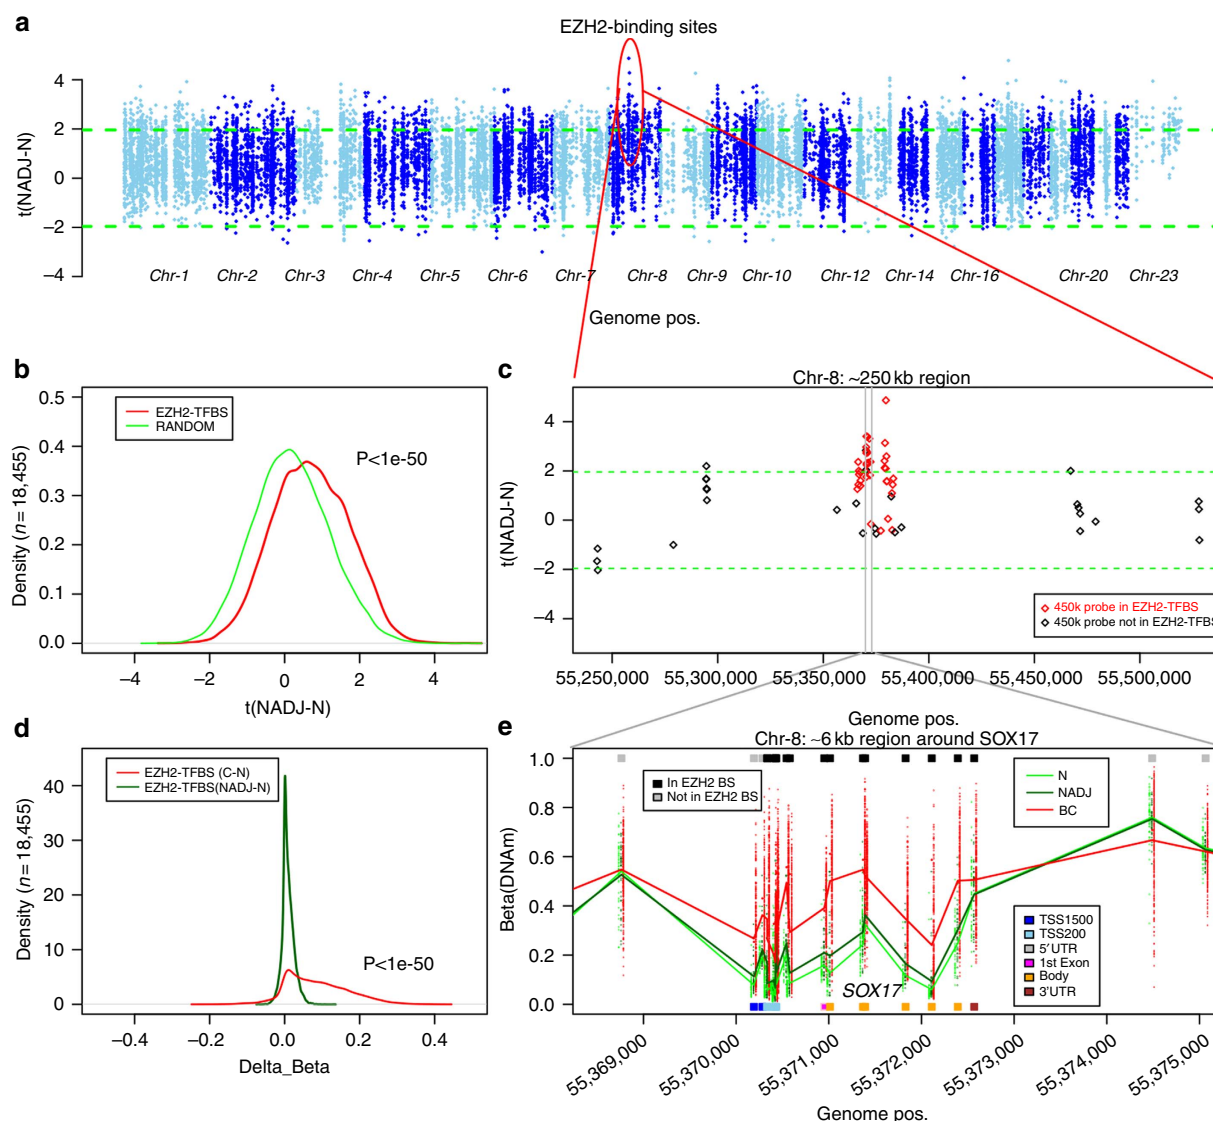 a
EZH2-binding sites
t(NADJ-N)
4
2
0
−2
−4
Chr-1 Chr-2 Chr-3 Chr-4 Chr-5 Chr-6 Chr-7 Chr-8 Chr-9 Chr-10 Chr-12 Chr-14 Chr-16 Chr-20 Chr-23
Genome pos.
b
Density (n = 18,455)
0.5
0.4
0.3
0.2
0.1
0.0
EZH2-TFBS
RANDOM
P<1e-50
−4 −2 0 2 4
t(NADJ-N)
c
Chr-8: ~250 kb region
t(NADJ-N)
4
2
0
−2
−4
450k probe in EZH2-TFBS
450k probe not in EZH2-TFBS
55,250,000 55,300,000 55,350,000 55,400,000 55,450,000 55,500,000
Genome pos.
d
Density (n = 18,455)
40
30
20
10
0
EZH2-TFBS (C-N)
EZH2-TFBS(NADJ-N)
P<1e-50
−0.4 −0.2 0.0 0.2 0.4
Delta_Beta
e
Chr-8: ~6 kb region around SOX17
Beta(DNAm)
1.0
0.8
0.6
0.4
0.2
0.0
In EZH2 BS
Not in EZH2 BS
N
NADJ
BC
TSS1500
TSS200
5′UTR
1st Exon
Body
3′UTR
SOX17
55,369,000 55,370,000 55,371,000 55,372,000 55,373,000 55,374,000 55,375,000
Genome pos.